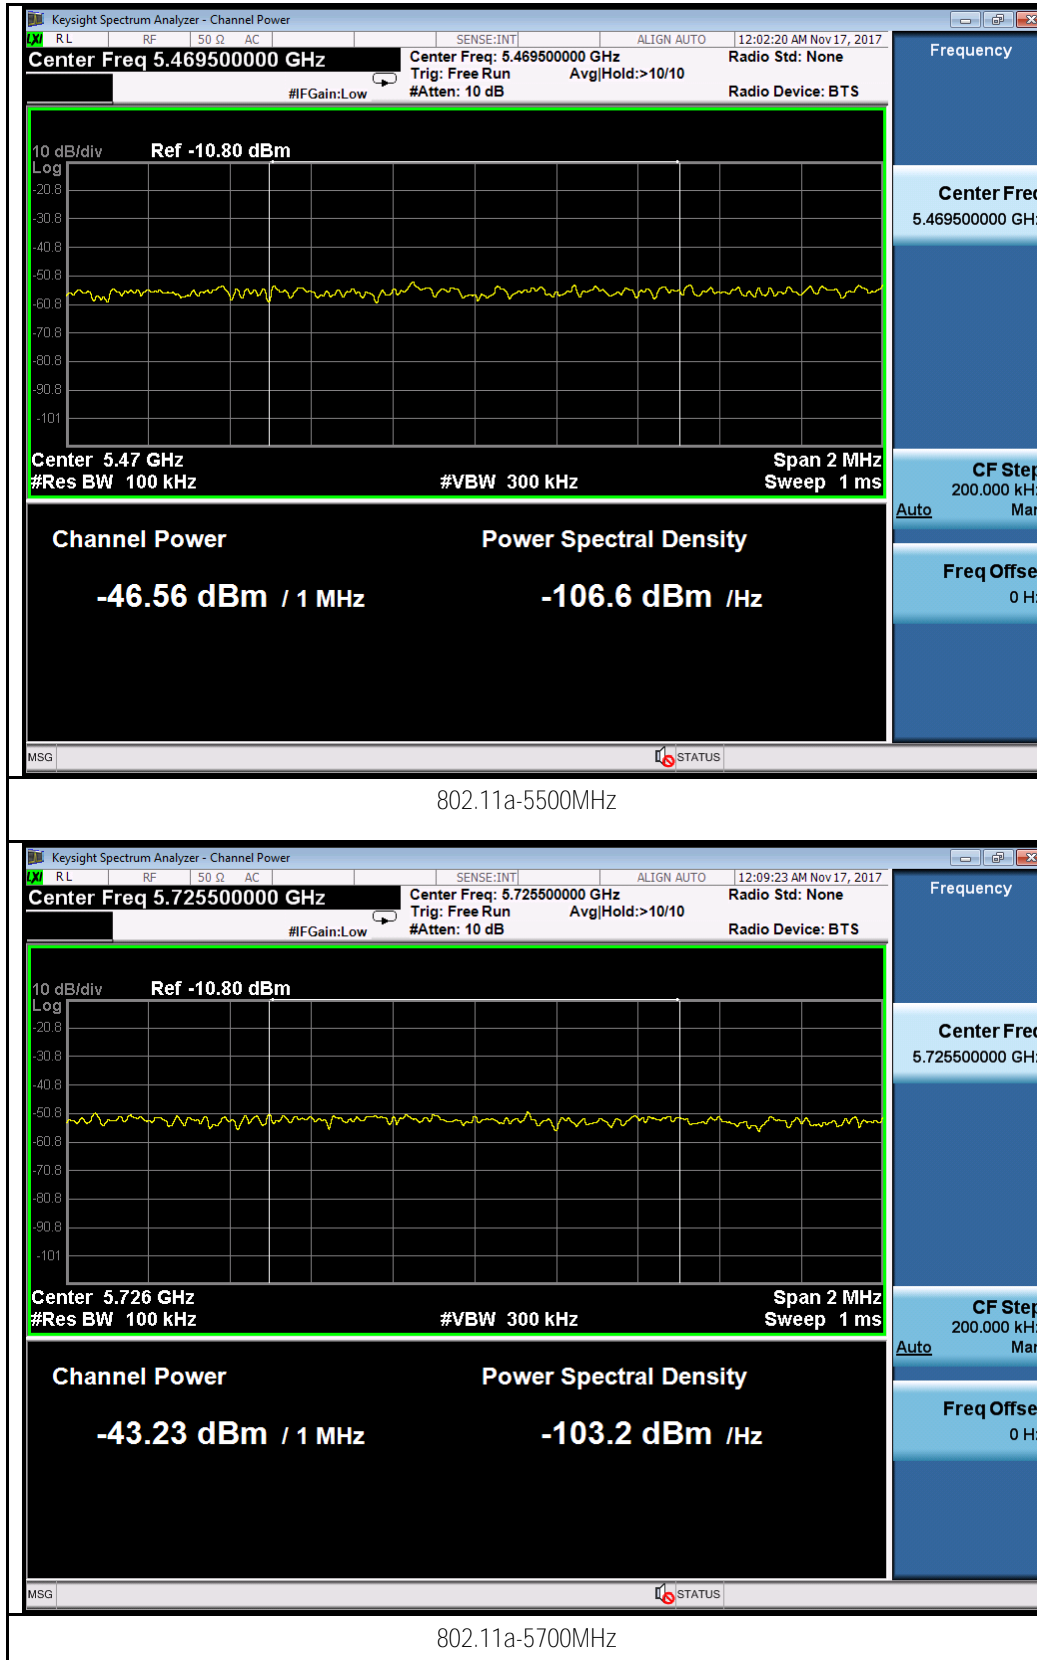 Keysight Spectrum Analyzer - Channel Power
LXI RL RF 50 Ω AC SENSE:INT ALIGN AUTO 12:02:20 AM Nov 17, 2017
Center Freq 5.469500000 GHz
Center Freq: 5.469500000 GHz Radio Std: None
Trig: Free Run Avg|Hold:>10/10
#IFGain:Low #Atten: 10 dB Radio Device: BTS
Frequency
10 dB/div Ref -10.80 dBm
Log
-20.8
-30.8
-40.8
-50.8
-60.8
-70.8
-80.8
-90.8
-101
Center 5.47 GHz Span 2 MHz
#Res BW 100 kHz #VBW 300 kHz Sweep 1 ms
Center Freq
5.469500000 GHz
CF Step
200.000 kHz
Auto Man
Freq Offset
0 Hz
Channel Power Power Spectral Density
-46.56 dBm / 1 MHz -106.6 dBm /Hz
MSG STATUS
802.11a-5500MHz
Keysight Spectrum Analyzer - Channel Power
LXI RL RF 50 Ω AC SENSE:INT ALIGN AUTO 12:09:23 AM Nov 17, 2017
Center Freq 5.725500000 GHz
Center Freq: 5.725500000 GHz Radio Std: None
Trig: Free Run Avg|Hold:>10/10
#IFGain:Low #Atten: 10 dB Radio Device: BTS
Frequency
10 dB/div Ref -10.80 dBm
Log
-20.8
-30.8
-40.8
-50.8
-60.8
-70.8
-80.8
-90.8
-101
Center 5.726 GHz Span 2 MHz
#Res BW 100 kHz #VBW 300 kHz Sweep 1 ms
Center Freq
5.725500000 GHz
CF Step
200.000 kHz
Auto Man
Freq Offset
0 Hz
Channel Power Power Spectral Density
-43.23 dBm / 1 MHz -103.2 dBm /Hz
MSG STATUS
802.11a-5700MHz